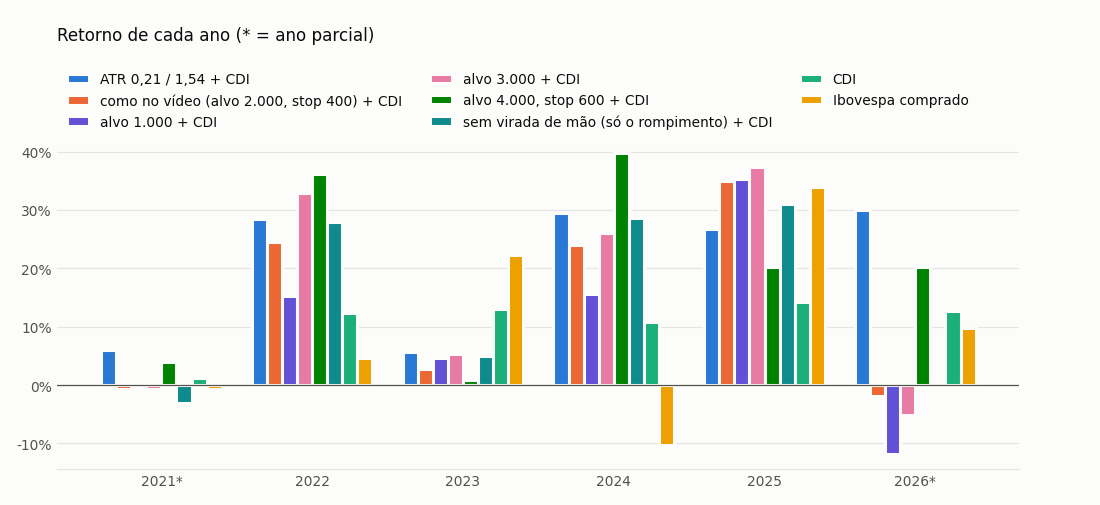 Retorno de cada ano (* = ano parcial)
ATR 0,21 / 1,54 + CDI
como no vídeo (alvo 2.000, stop 400) + CDI
alvo 1.000 + CDI
alvo 3.000 + CDI
alvo 4.000, stop 600 + CDI
sem virada de mão (só o rompimento) + CDI
CDI
Ibovespa comprado
40%
30%
20%
10%
0%
-10%
2021*
2022
2023
2024
2025
2026*